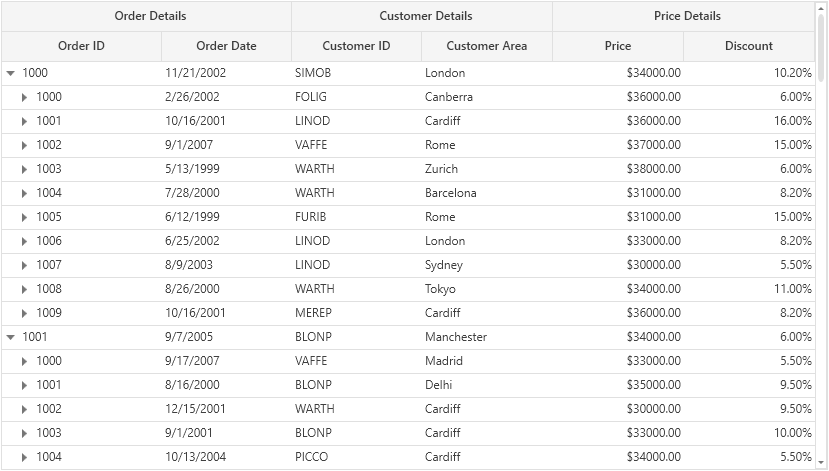 Order Details Customer Details Price Details
Order ID Order Date Customer ID Customer Area Price Discount
1000 11/21/2002 SIMOB London $34000.00 10.20%
1000 2/26/2002 FOLIG Canberra $36000.00 6.00%
1001 10/16/2001 LINOD Cardiff $36000.00 16.00%
1002 9/1/2007 VAFFE Rome $37000.00 15.00%
1003 5/13/1999 WARTH Zurich $38000.00 6.00%
1004 7/28/2000 WARTH Barcelona $31000.00 8.20%
1005 6/12/1999 FURIB Rome $31000.00 15.00%
1006 6/25/2002 LINOD London $33000.00 8.20%
1007 8/9/2003 LINOD Sydney $30000.00 5.50%
1008 8/26/2000 WARTH Tokyo $34000.00 11.00%
1009 10/16/2001 MEREP Cardiff $36000.00 8.20%
1001 9/7/2005 BLONP Manchester $34000.00 6.00%
1000 9/17/2007 VAFFE Madrid $33000.00 5.50%
1001 8/16/2000 BLONP Delhi $35000.00 9.50%
1002 12/15/2001 WARTH Cardiff $30000.00 9.50%
1003 9/1/2001 BLONP Cardiff $33000.00 10.00%
1004 10/13/2004 PICCO Cardiff $34000.00 5.50%